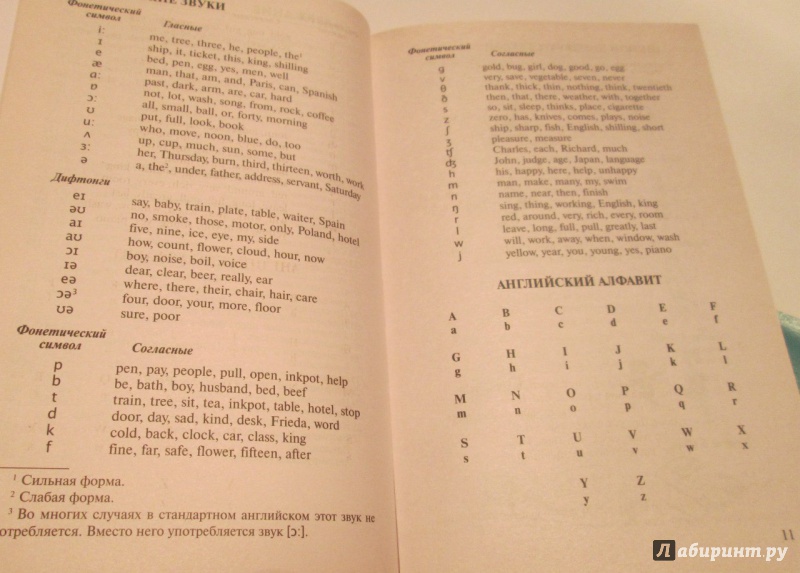 ИЕ ЗВУКИ
Фонетический символ Гласные
i: me, tree, three, he, people, the¹
ɪ ship, it, ticket, this, king, shilling
e bed, pen, egg, yes, men, well
æ man, that, am, and, Paris, can, Spanish
ɑ: past, dark, arm, are, car, hard
ɒ not, lot, wash, song, from, rock, coffee
ɔ: all, small, ball, or, forty, morning
ʊ put, full, look, book
u: who, move, noon, blue, do, too
ʌ up, cup, much, sun, some, but
ɜ: her, Thursday, burn, third, thirteen, worth, work
ə a, the², under, father, address, servant, Saturday
Дифтонги
eɪ say, baby, train, plate, table, waiter, Spain
əʊ no, smoke, those, motor, only, Poland, hotel
aɪ five, nine, ice, eye, my, side
aʊ how, count, flower, cloud, hour, now
ɔɪ boy, noise, boil, voice
ɪə dear, clear, beer, really, ear
eə where, there, their, chair, hair, care
ɔə³ four, door, your, more, floor
ʊə sure, poor
Фонетический символ Согласные
p pen, pay, people, pull, open, inkpot, help
b be, bath, boy, husband, bed, beef
t train, tree, sit, tea, inkpot, table, hotel, stop
d door, day, sad, kind, desk, Frieda, word
k cold, back, clock, car, class, king
f fine, far, safe, flower, fifteen, after
¹ Сильная форма.
² Слабая форма.
³ Во многих случаях в стандартном английском этот звук не
потребляется. Вместо него употребляется звук [ɔ:].
Фонетический символ Согласные
g gold, bug, girl, dog, good, go, egg
v very, save, vegetable, seven, never
θ thank, thick, thin, nothing, think, twentieth
ð then, that, there, weather, with, together
s so, sit, sleep, thinks, place, cigarette
z zero, has, knives, comes, plays, noise
ʃ ship, sharp, fish, English, shilling, short
ʒ pleasure, measure
ʧ Charles, each, Richard, much
ʤ John, judge, age, Japan, language
h his, happy, here, help, unhappy
m man, make, many, my, swim
n name, near, then, finish
ŋ sing, thing, working, English, king
r red, around, very, rich, every, room
l leave, long, full, pull, greatly, last
w will, work, away, when, window, wash
j yellow, year, you, young, yes, piano
АНГЛИЙСКИЙ АЛФАВИТ
A B C D E F
a b c d e f
G H I J K L
g h i j k l
M N O P Q R
m n o p q r
S T U V W X
s t u v w x
Y Z
y z
11
лабиринт.ру